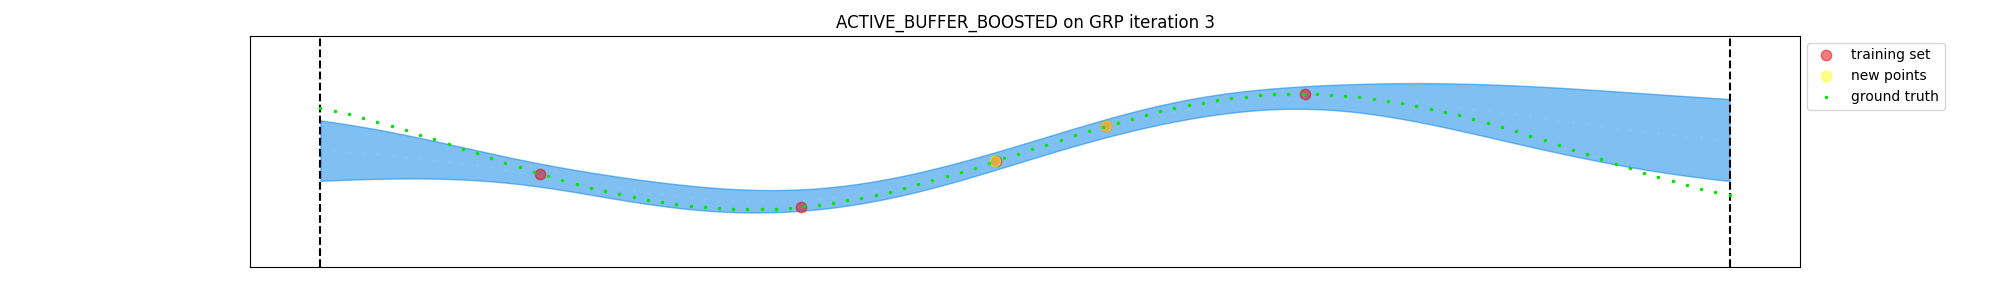 ACTIVE_BUFFER_BOOSTED on GRP iteration 3
training set
new points
ground truth